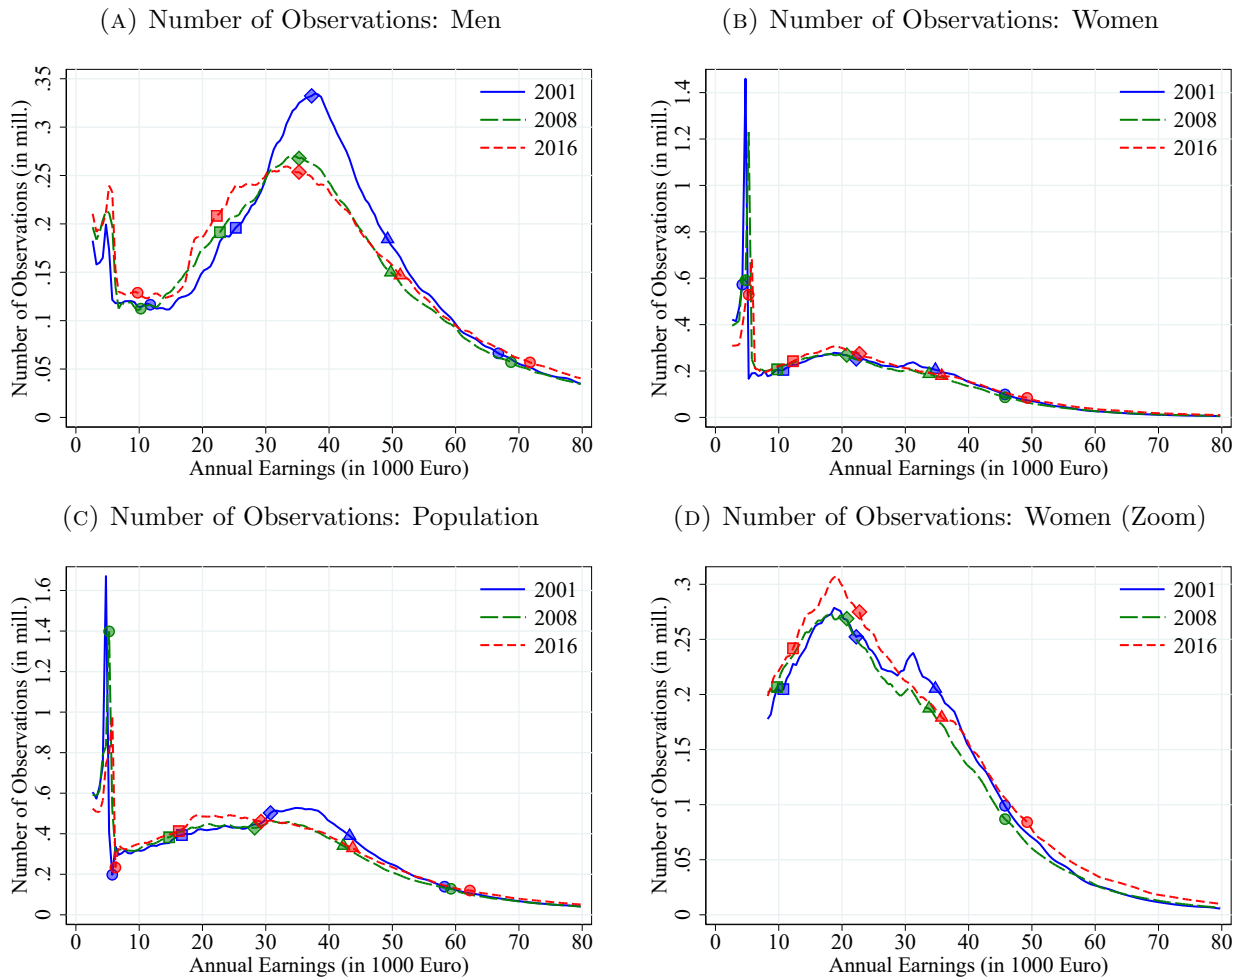 (A) Number of Observations: Men
Number of Observations (in mill.)
0 .05 .1 .15 .2 .25 .3 .35
2001
2008
2016
0 10 20 30 40 50 60 70 80
Annual Earnings (in 1000 Euro)
(B) Number of Observations: Women
Number of Observations (in mill.)
0 .2 .4 .6 .8 1 1.2 1.4
2001
2008
2016
0 10 20 30 40 50 60 70 80
Annual Earnings (in 1000 Euro)
(C) Number of Observations: Population
Number of Observations (in mill.)
0 .2 .4 .6 .8 1 1.2 1.4 1.6
2001
2008
2016
0 10 20 30 40 50 60 70 80
Annual Earnings (in 1000 Euro)
(D) Number of Observations: Women (Zoom)
Number of Observations (in mill.)
0 .05 .1 .15 .2 .25 .3
2001
2008
2016
0 10 20 30 40 50 60 70 80
Annual Earnings (in 1000 Euro)